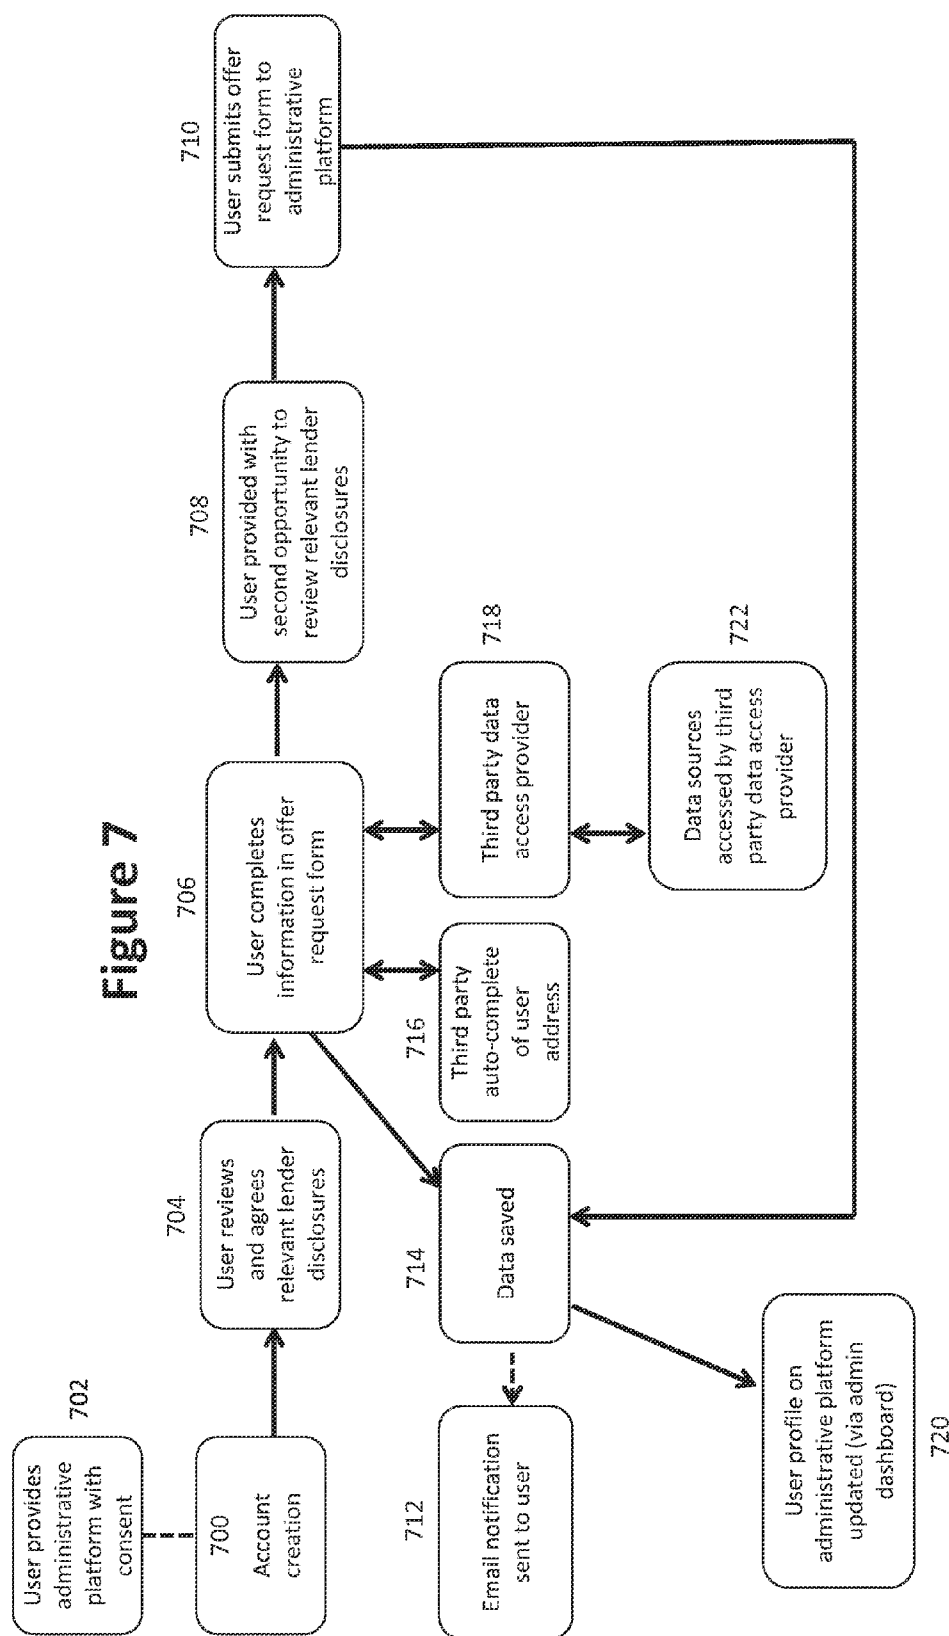 Figure 7
702
User provides
administrative
platform with
consent
700
Account
creation
704
User reviews
and agrees
relevant lender
disclosures
706
User completes
information in offer
request form
708
User provided with
second opportunity to
review relevant lender
disclosures
710
User submits offer
request form to
administrative
platform
712
Email notification
sent to user
714
Data saved
716
Third party
auto-complete
of user
address
718
Third party data
access provider
720
User profile on
administrative platform
updated (via admin
dashboard)
722
Data sources
accessed by third
party data access
provider